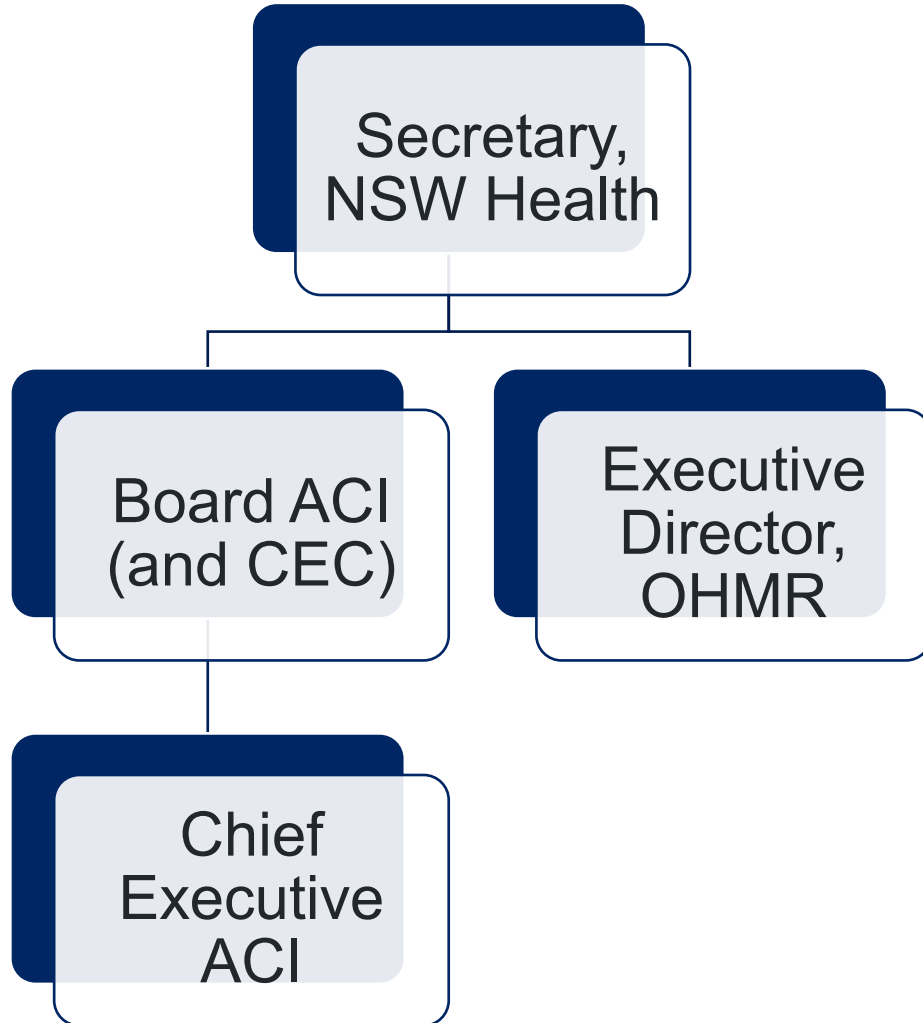 Secretary,
NSW Health
Board ACI
(and CEC)
Executive
Director,
OHMR
Chief
Executive
ACI